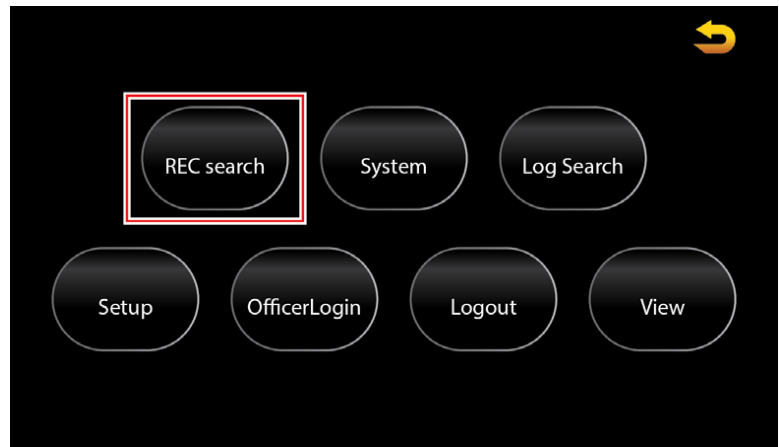 REC search
System
Log Search
Setup
OfficerLogin
Logout
View